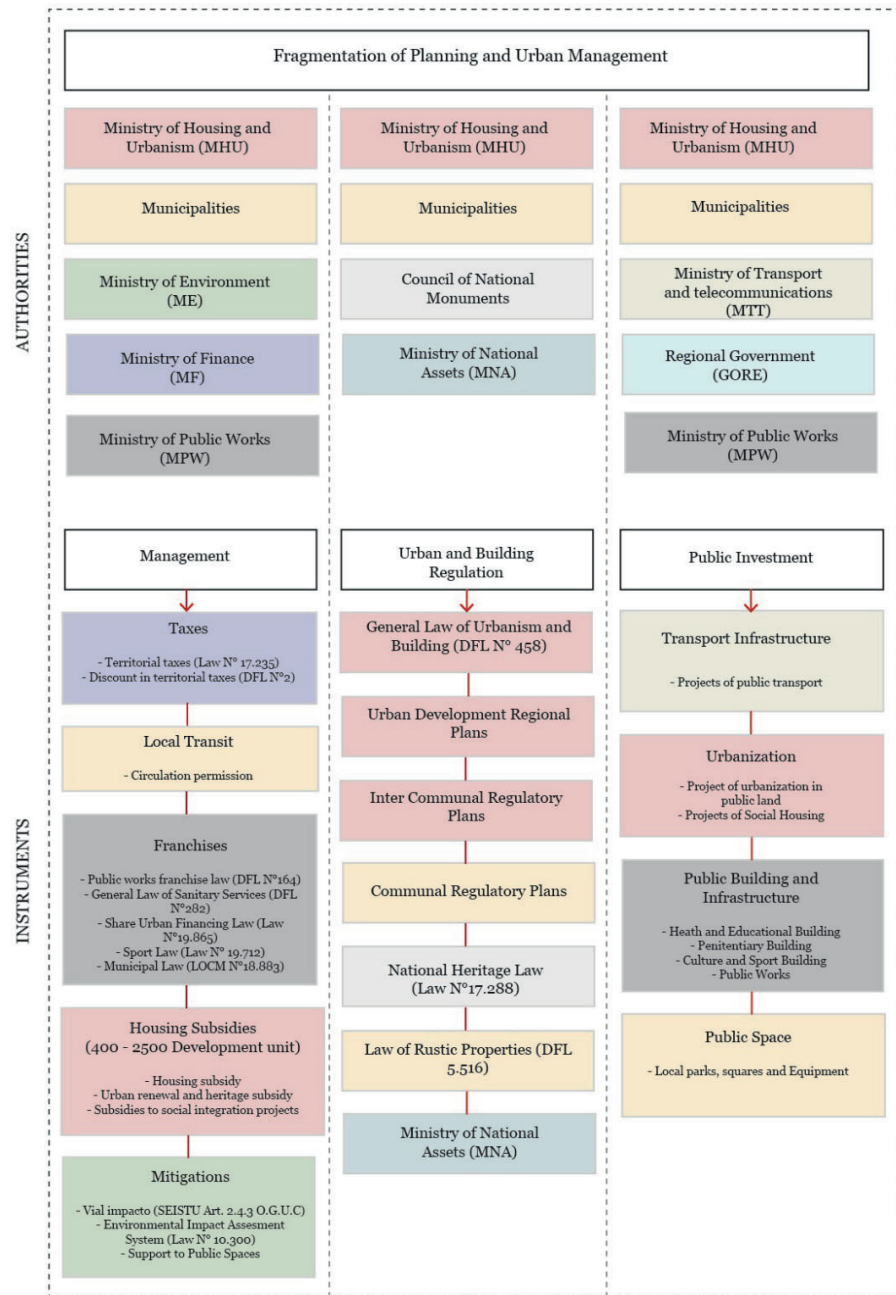 Fragmentation of Planning and Urban Management
AUTHORITIES
Ministry of Housing and
Urbanism (MHU)
Municipalities
Ministry of Environment
(ME)
Ministry of Finance
(MF)
Ministry of Public Works
(MPW)
Ministry of Housing and
Urbanism (MHU)
Municipalities
Council of National
Monuments
Ministry of National
Assets (MNA)
Ministry of Housing and
Urbanism (MHU)
Municipalities
Ministry of Transport
and telecommunications
(MTT)
Regional Government
(GORE)
Ministry of Public Works
(MPW)
INSTRUMENTS
Management
Taxes
- Territorial taxes (Law N° 17.235)
- Discount in territorial taxes (DFL N°2)
Local Transit
- Circulation permission
Franchises
- Public works franchise law (DFL N°164)
- General Law of Sanitary Services (DFL
N°282)
- Share Urban Financing Law (Law
N°19.865)
- Sport Law (Law N° 19.712)
- Municipal Law (LOCM N°18.883)
Housing Subsidies
(400 - 2500 Development unit)
- Housing subsidy
- Urban renewal and heritage subsidy
- Subsidies to social integration projects
Mitigations
- Vial impacto (SEISTU Art. 2.4.3 O.G.U.C)
- Environmental Impact Assesment
System (Law N° 10.300)
- Support to Public Spaces
Urban and Building
Regulation
General Law of Urbanism and
Building (DFL N° 458)
Urban Development Regional
Plans
Inter Communal Regulatory
Plans
Communal Regulatory Plans
National Heritage Law
(Law N°17.288)
Law of Rustic Properties (DFL
5.516)
Ministry of National
Assets (MNA)
Public Investment
Transport Infrastructure
- Projects of public transport
Urbanization
- Project of urbanization in
public land
- Projects of Social Housing
Public Building and
Infrastructure
- Heath and Educational Building
- Penitentiary Building
- Culture and Sport Building
- Public Works
Public Space
- Local parks, squares and Equipment